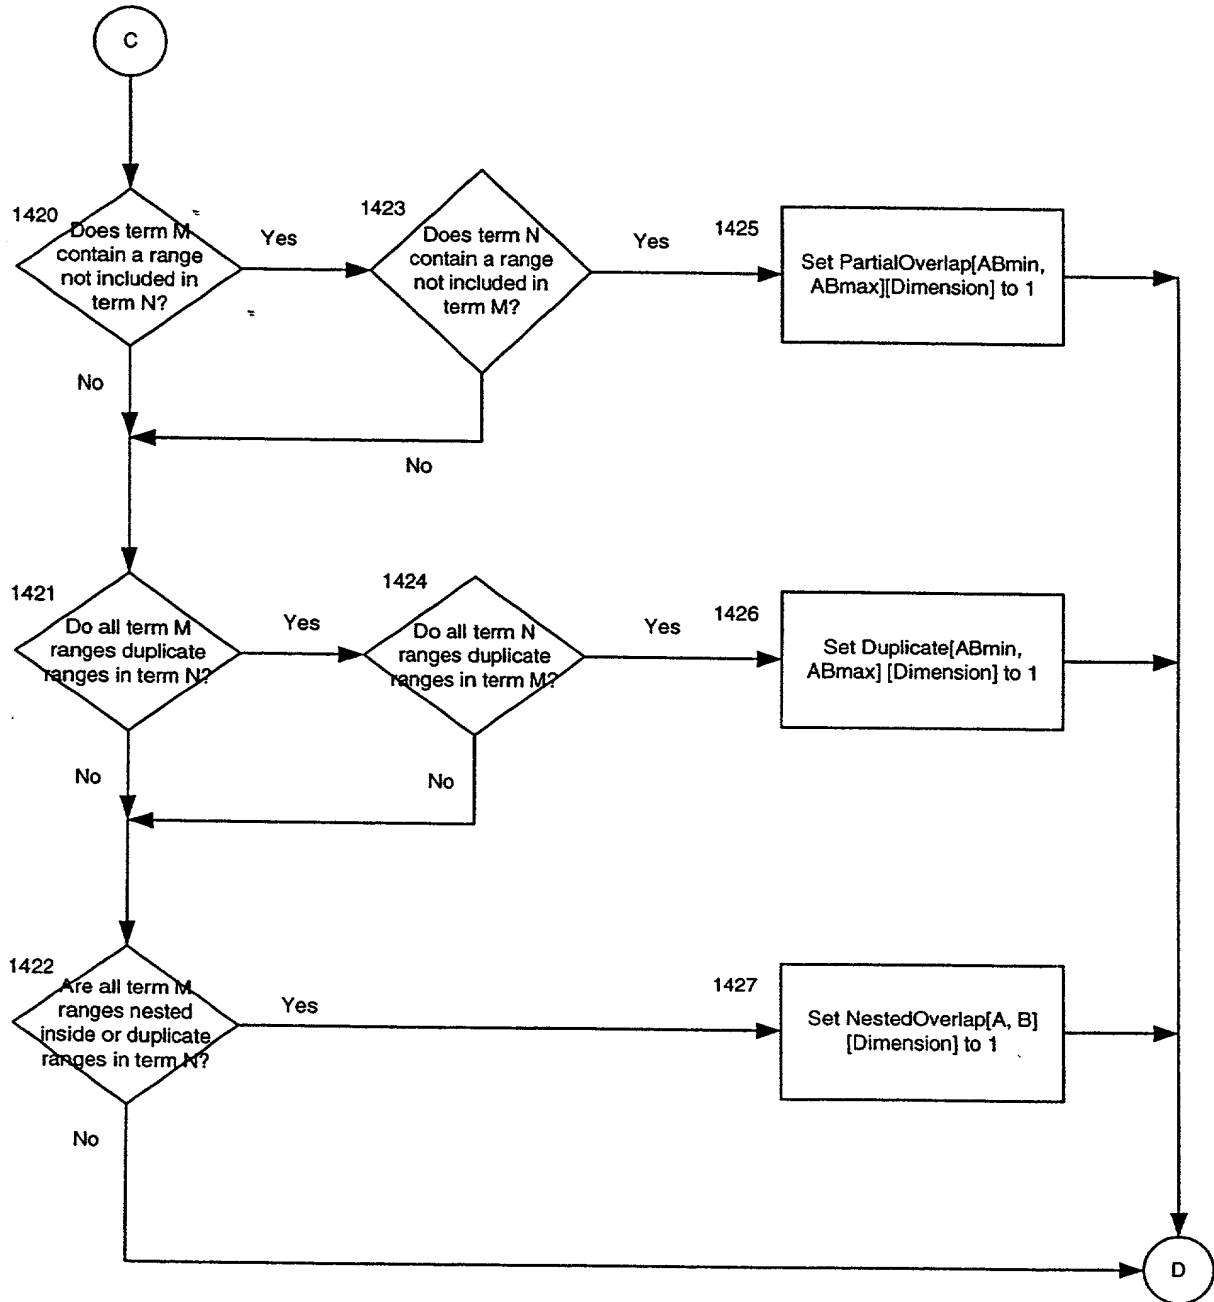 C
1420
Does term M
contain a range
not included in
term N?
Yes
1423
Does term N
contain a range
not included in
term M?
Yes
1425
Set PartialOverlap[ABmin,
ABmax][Dimension] to 1
No
No
1421
Do all term M
ranges duplicate
ranges in term N?
Yes
1424
Do all term N
ranges duplicate
ranges in term M?
Yes
1426
Set Duplicate[ABmin,
ABmax] [Dimension] to 1
No
No
1422
Are all term M
ranges nested
inside or duplicate
ranges in term N?
Yes
1427
Set NestedOverlap[A, B]
[Dimension] to 1
No
D